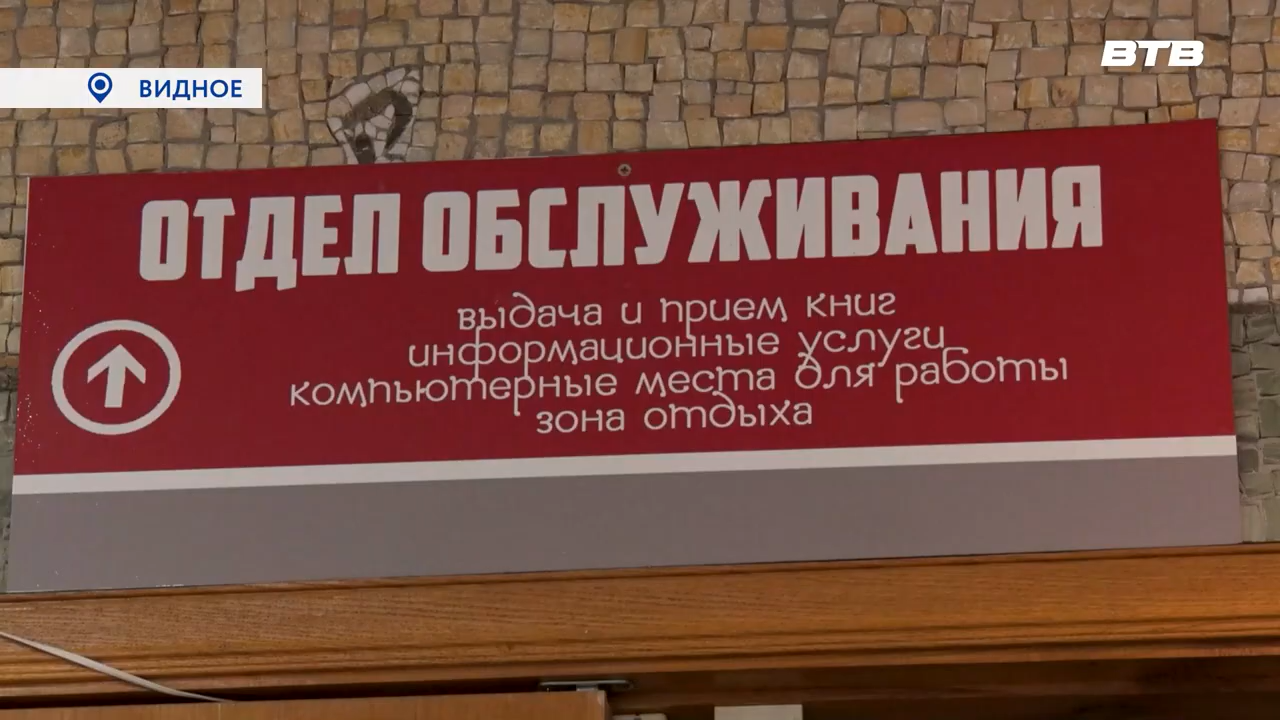 ВИДНОЕ
ВТВ
ОТДЕЛ ОБСЛУЖИВАНИЯ
выдача и прием книг
информационные услуги
компьютерные места для работы
зона отдыха